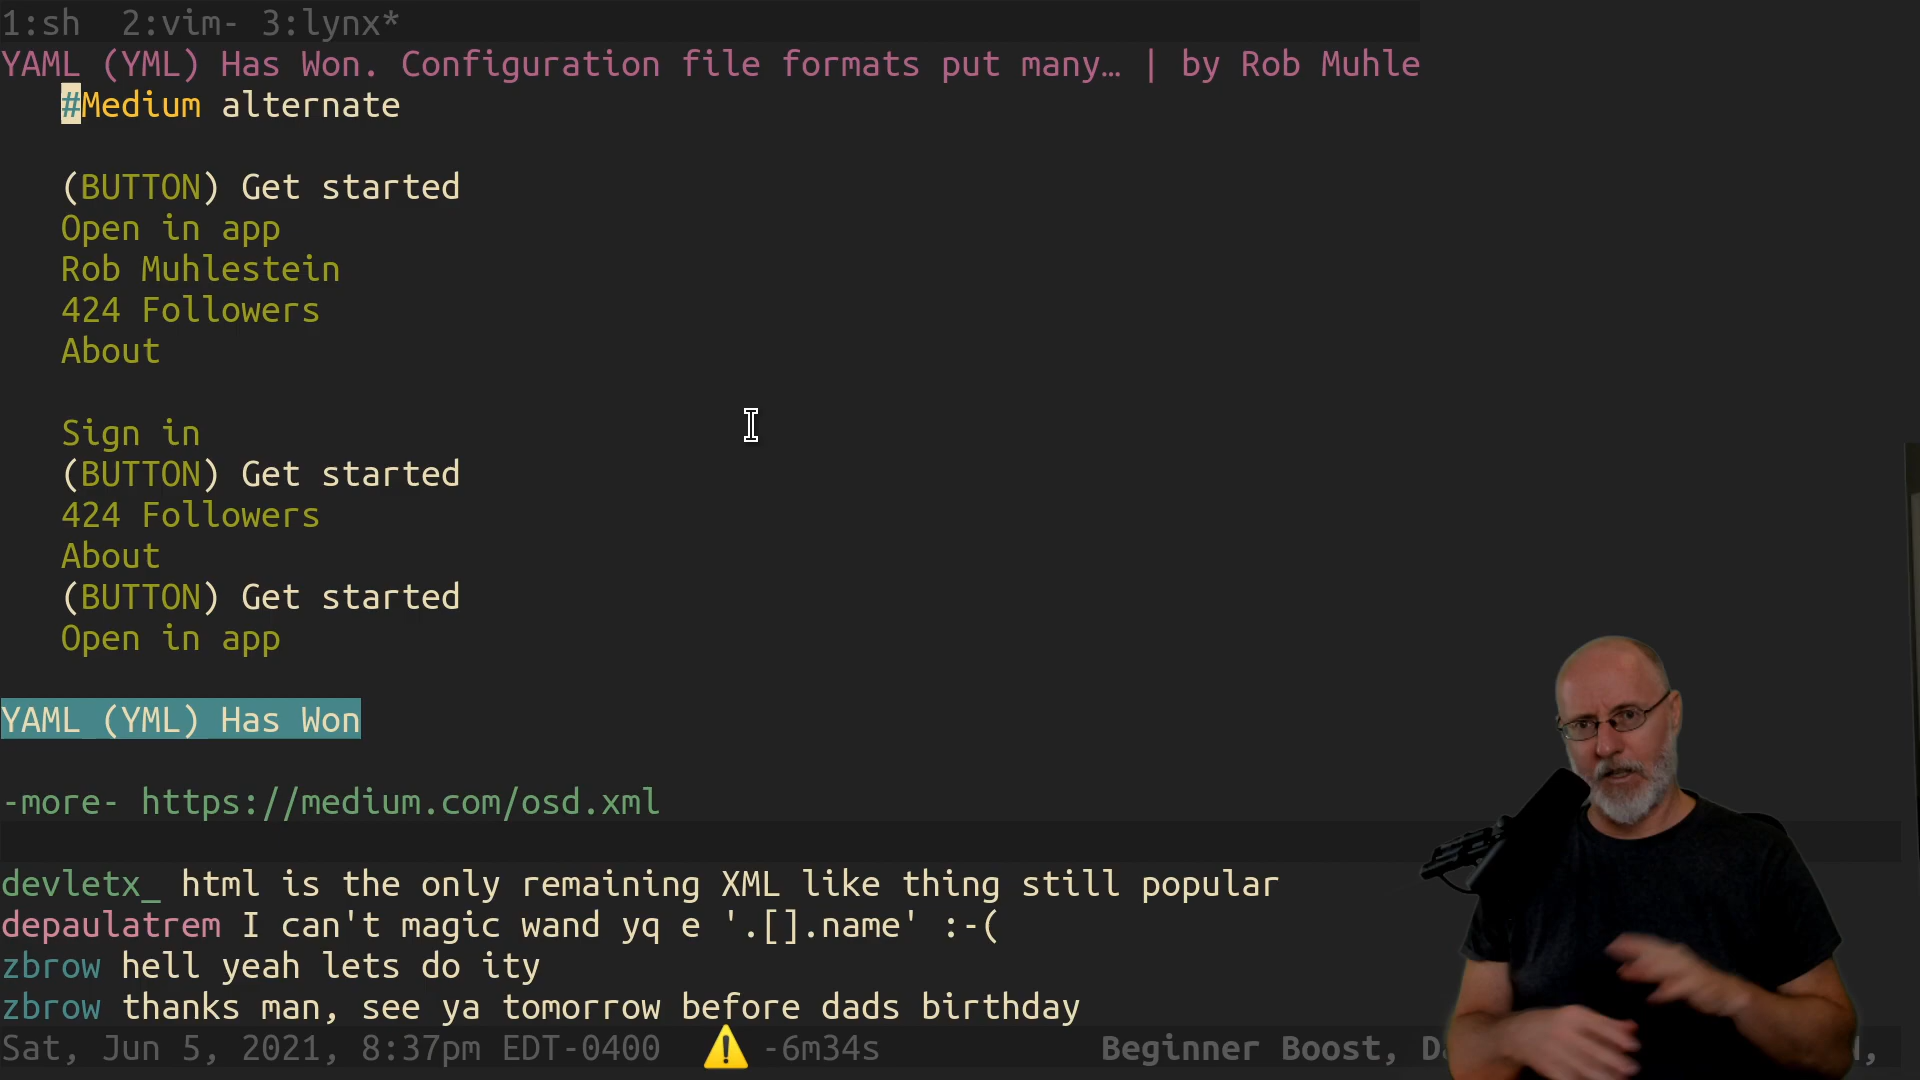 1:sh  2:vim- 3:lynx*
YAML (YML) Has Won. Configuration file formats put many… | by Rob Muhle
#Medium alternate
(BUTTON) Get started
Open in app
Rob Muhlestein
424 Followers
About
Sign in
(BUTTON) Get started
424 Followers
About
(BUTTON) Get started
Open in app
YAML (YML) Has Won
-more- https://medium.com/osd.xml
devletx_ html is the only remaining XML like thing still popular
depaulatrem I can't magic wand yq e '.[].name' :-(
zbrow hell yeah lets do ity
zbrow thanks man, see ya tomorrow before dads birthday
Sat, Jun 5, 2021, 8:37pm EDT-0400 ⚠️ -6m34s Beginner Boost,